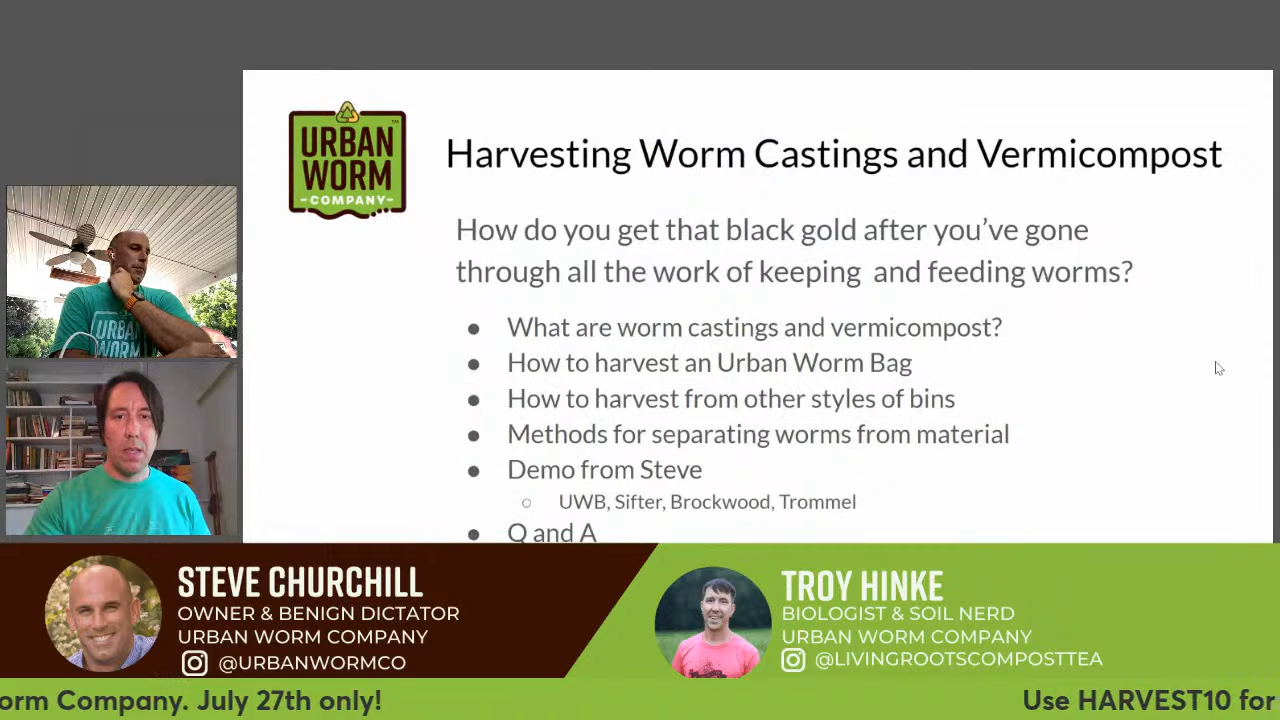 URBAN
WORM
COMPANY
TM
Harvesting Worm Castings and Vermicompost
How do you get that black gold after you’ve gone
through all the work of keeping and feeding worms?
● What are worm castings and vermicompost?
● How to harvest an Urban Worm Bag
● How to harvest from other styles of bins
● Methods for separating worms from material
● Demo from Steve
○ UWB, Sifter, Brockwood, Trommel
● Q and A
URBAN
WORM
STEVE CHURCHILL
OWNER & BENIGN DICTATOR
URBAN WORM COMPANY
@URBANWORMCO
TROY HINKE
BIOLOGIST & SOIL NERD
URBAN WORM COMPANY
@LIVINGROOTSCOMPOSTTEA
orm Company. July 27th only!
Use HARVEST10 for